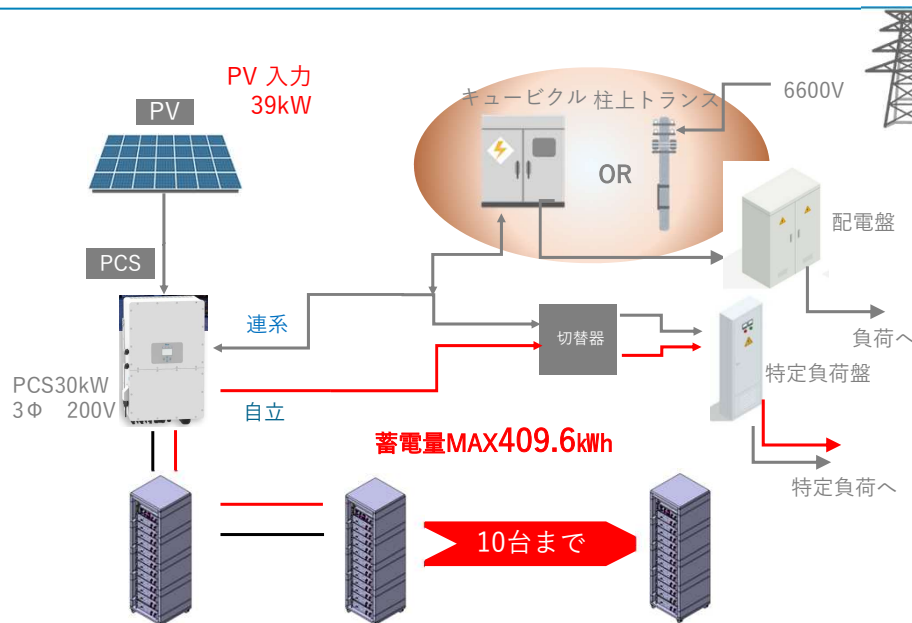 PV 入力
39kW
PV
キュービクル
柱上トランス
6600V
OR
配電盤
PCS
連系
切替器
負荷へ
特定負荷盤
PCS30kW
3Φ 200V
自立
蓄電量MAX409.6kWh
特定負荷へ
10台まで